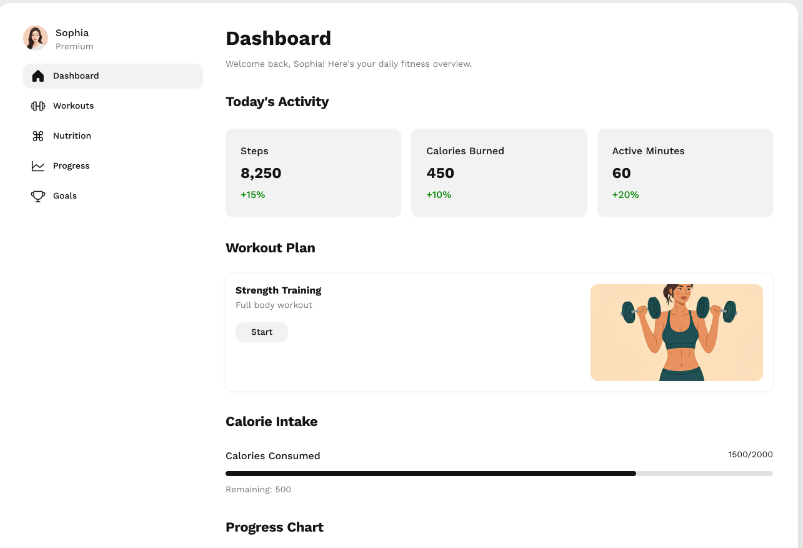 Sophia
Premium
Dashboard
Workouts
Nutrition
Progress
Goals
Dashboard
Welcome back, Sophia! Here's your daily fitness overview.
Today's Activity
Steps
8,250
+15%
Calories Burned
450
+10%
Active Minutes
60
+20%
Workout Plan
Strength Training
Full body workout
Start
Calorie Intake
Calories Consumed
1500/2000
Remaining: 500
Progress Chart